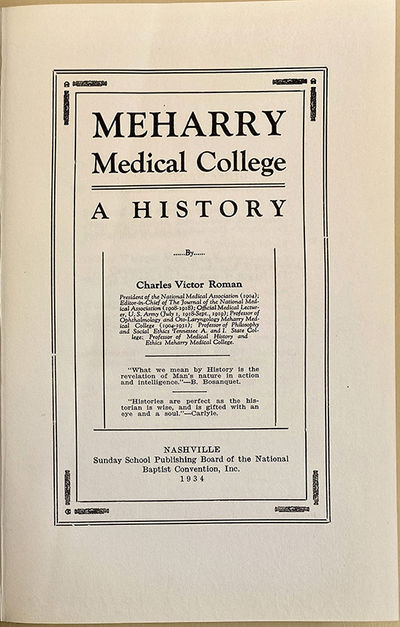 MEHARRY
Medical College
A HISTORY
......By......
Charles Victor Roman
President of the National Medical Association (1904);
Editor-in-Chief of The Journal of the National Med-
ical Association (1908-1918); Official Medical Lectur-
er, U. S. Army (July 1, 1918-Sept., 1919); Professor of
Ophthalmology and Oto-Laryngology Meharry Med-
ical College (1904-1931); Professor of Philosophy
and Social Ethics Tennessee A. and I. State Col-
lege; Professor of Medical History and
Ethics Meharry Medical College.
"What we mean by History is the
revelation of Man's nature in action
and intelligence."—B. Bosanquet.
"Histories are perfect as the his-
torian is wise, and is gifted with an
eye and a soul."—Carlyle.
NASHVILLE
Sunday School Publishing Board of the National
Baptist Convention, Inc.
1934